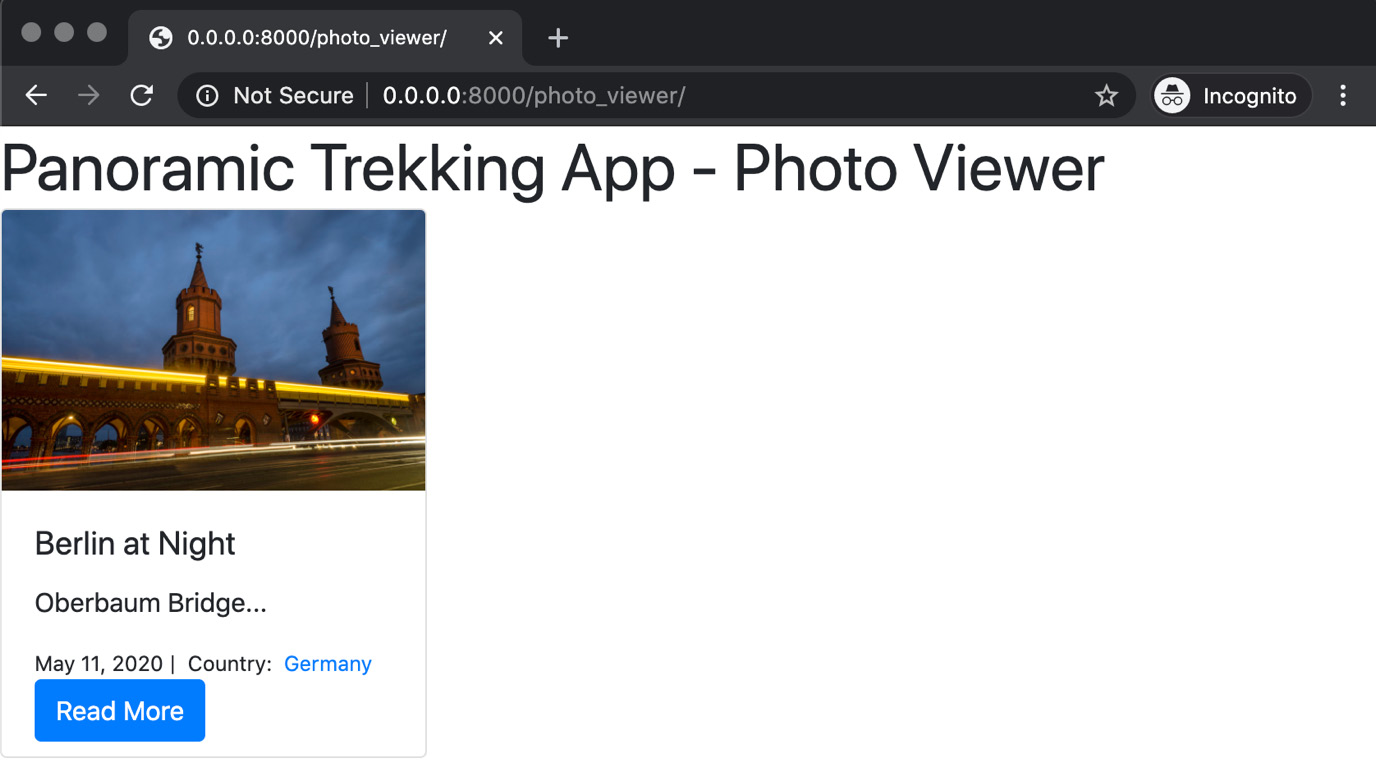 0.0.0.0:8000/photo_viewer/
Not Secure | 0.0.0.0:8000/photo_viewer/ Incognito
Panoramic Trekking App - Photo Viewer
Berlin at Night
Oberbaum Bridge...
May 11, 2020 | Country: Germany
Read More